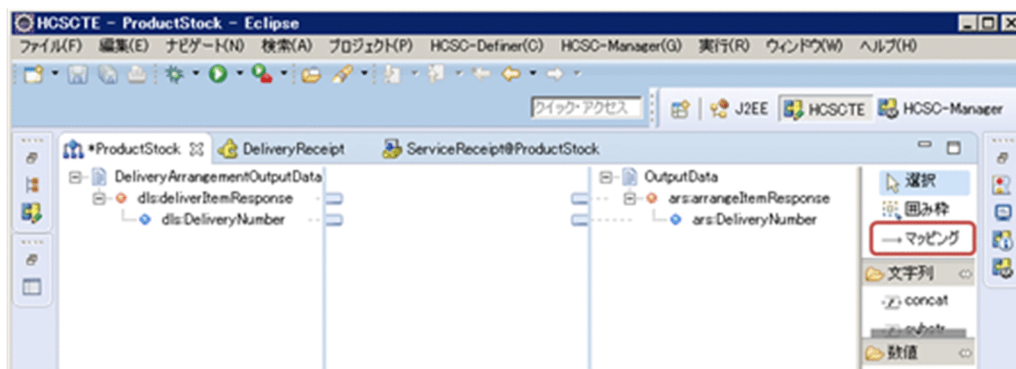 HCSCTE - ProductStock - Eclipse
ファイル(F) 編集(E) ナビゲート(N) 検索(A) プロジェクト(P) HCSC-Definer(C) HCSC-Manager(G) 実行(R) ウィンドウ(W) ヘルプ(H)
クイック・アクセス J2EE HCSCTE HCSC-Manager
*ProductStock DeliveryReceipt ServiceReceipt@ProductStock
DeliveryArrangementOutputData OutputData 選択
dls:deliverItemResponse ars:arrangeItemResponse 囲み枠
dls:DeliveryNumber ars:DeliveryNumber マッピング
文字列
concat
substr
数値